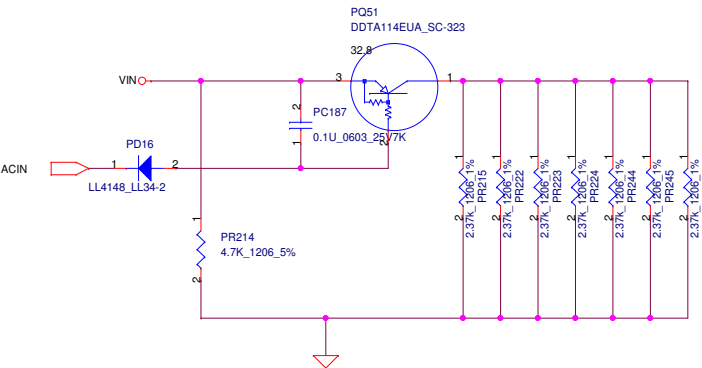 PQ51
DDTA114EUA_SC-323
32.8
VIN
3
1
2
PC187
0.1U_0603_25V7K
1
2
ACIN
1
PD16
2
LL4148_LL34-2
1
PR214
4.7K_1206_5%
2
1
2
2.37k_1206_1%
PR215
1
2
2.37k_1206_1%
PR222
1
2
2.37k_1206_1%
PR223
1
2
2.37k_1206_1%
PR224
1
2
2.37k_1206_1%
PR244
1
2
2.37k_1206_1%
PR245
1
2